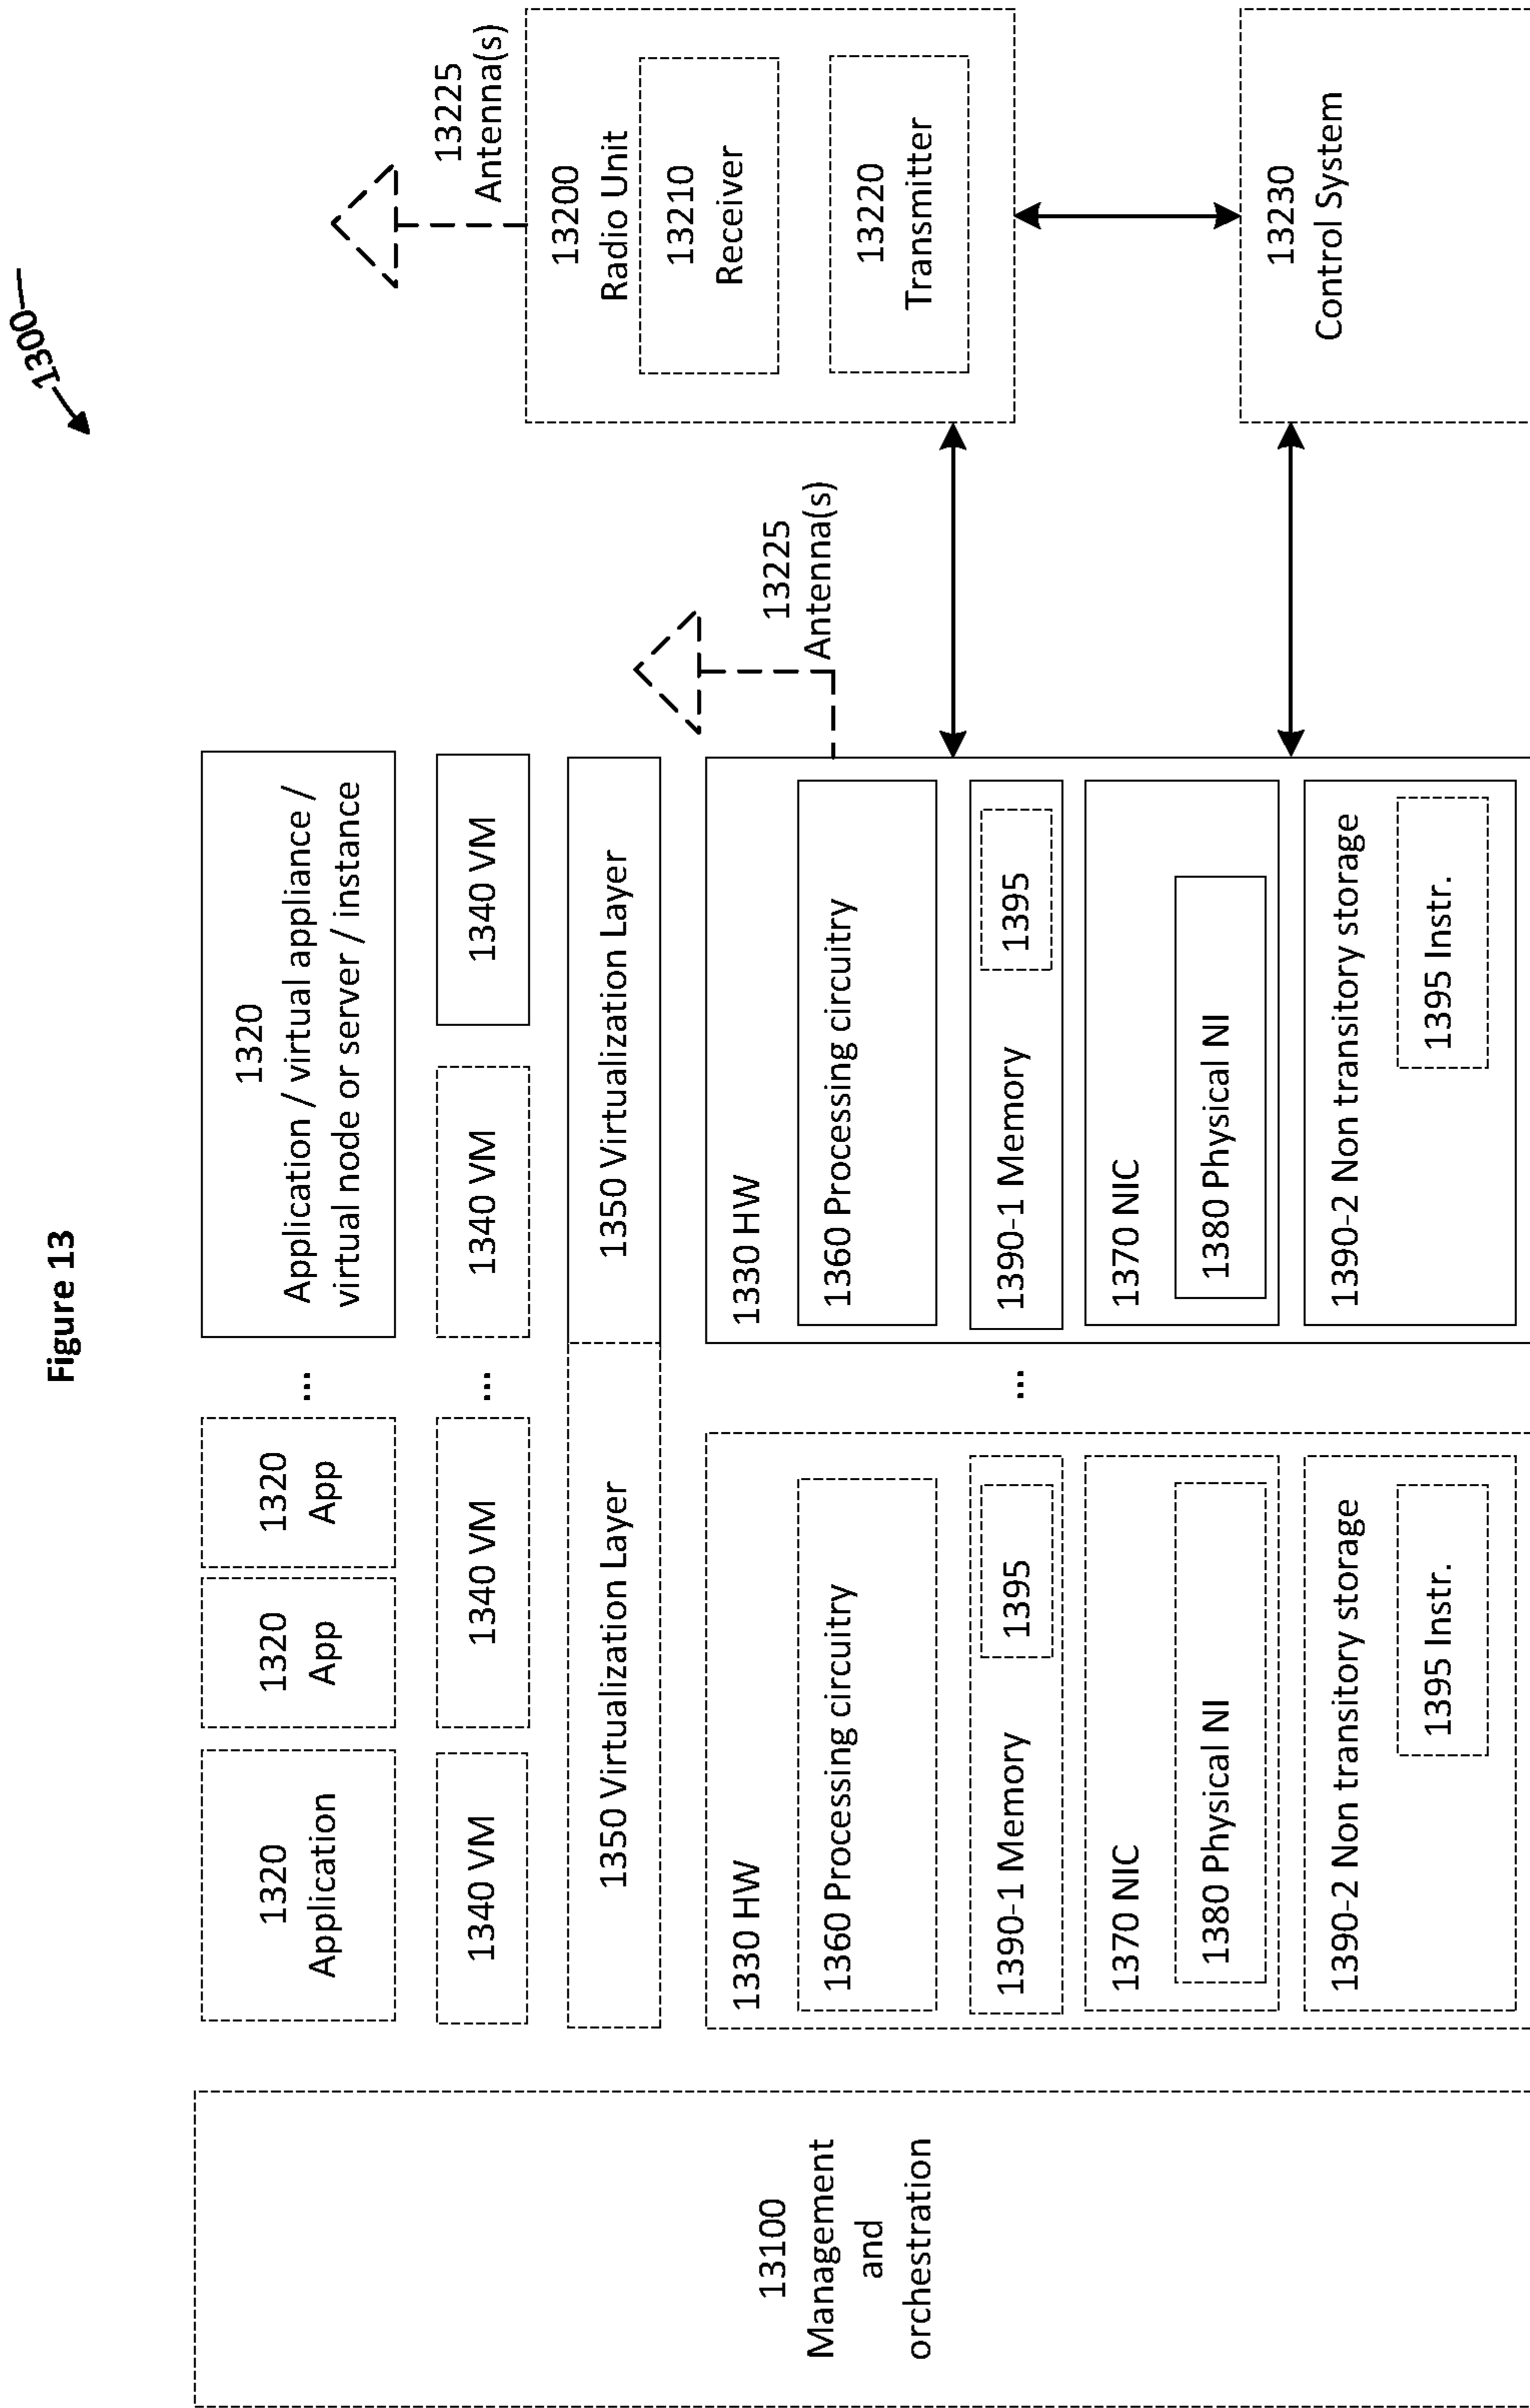 Figure 13
1300
13100
Management
and
orchestration
1320
Application
1320
App
1320
App
...
1320
Application / virtual appliance /
virtual node or server / instance
1340 VM
1340 VM
...
1340 VM
1340 VM
1350 Virtualization Layer
1350 Virtualization Layer
1330 HW
1360 Processing circuitry
1390-1 Memory
1395
1370 NIC
1380 Physical NI
1390-2 Non transitory storage
1395 Instr.
...
1330 HW
1360 Processing circuitry
1390-1 Memory
1395
1370 NIC
1380 Physical NI
1390-2 Non transitory storage
1395 Instr.
13225
Antenna(s)
13225
Antenna(s)
13200
Radio Unit
13210
Receiver
13220
Transmitter
13230
Control System